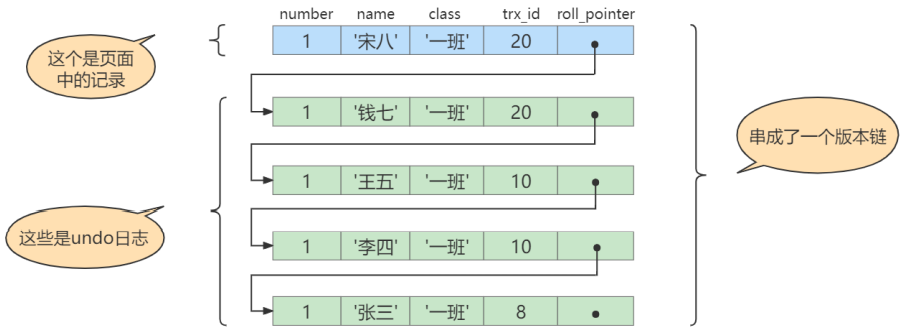 number name class trx_id roll_pointer
1 '宋八' '一班' 20
这个是页面
中的记录
1 '钱七' '一班' 20
串成了一个版本链
1 '王五' '一班' 10
这些是undo日志
1 '李四' '一班' 10
1 '张三' '一班' 8